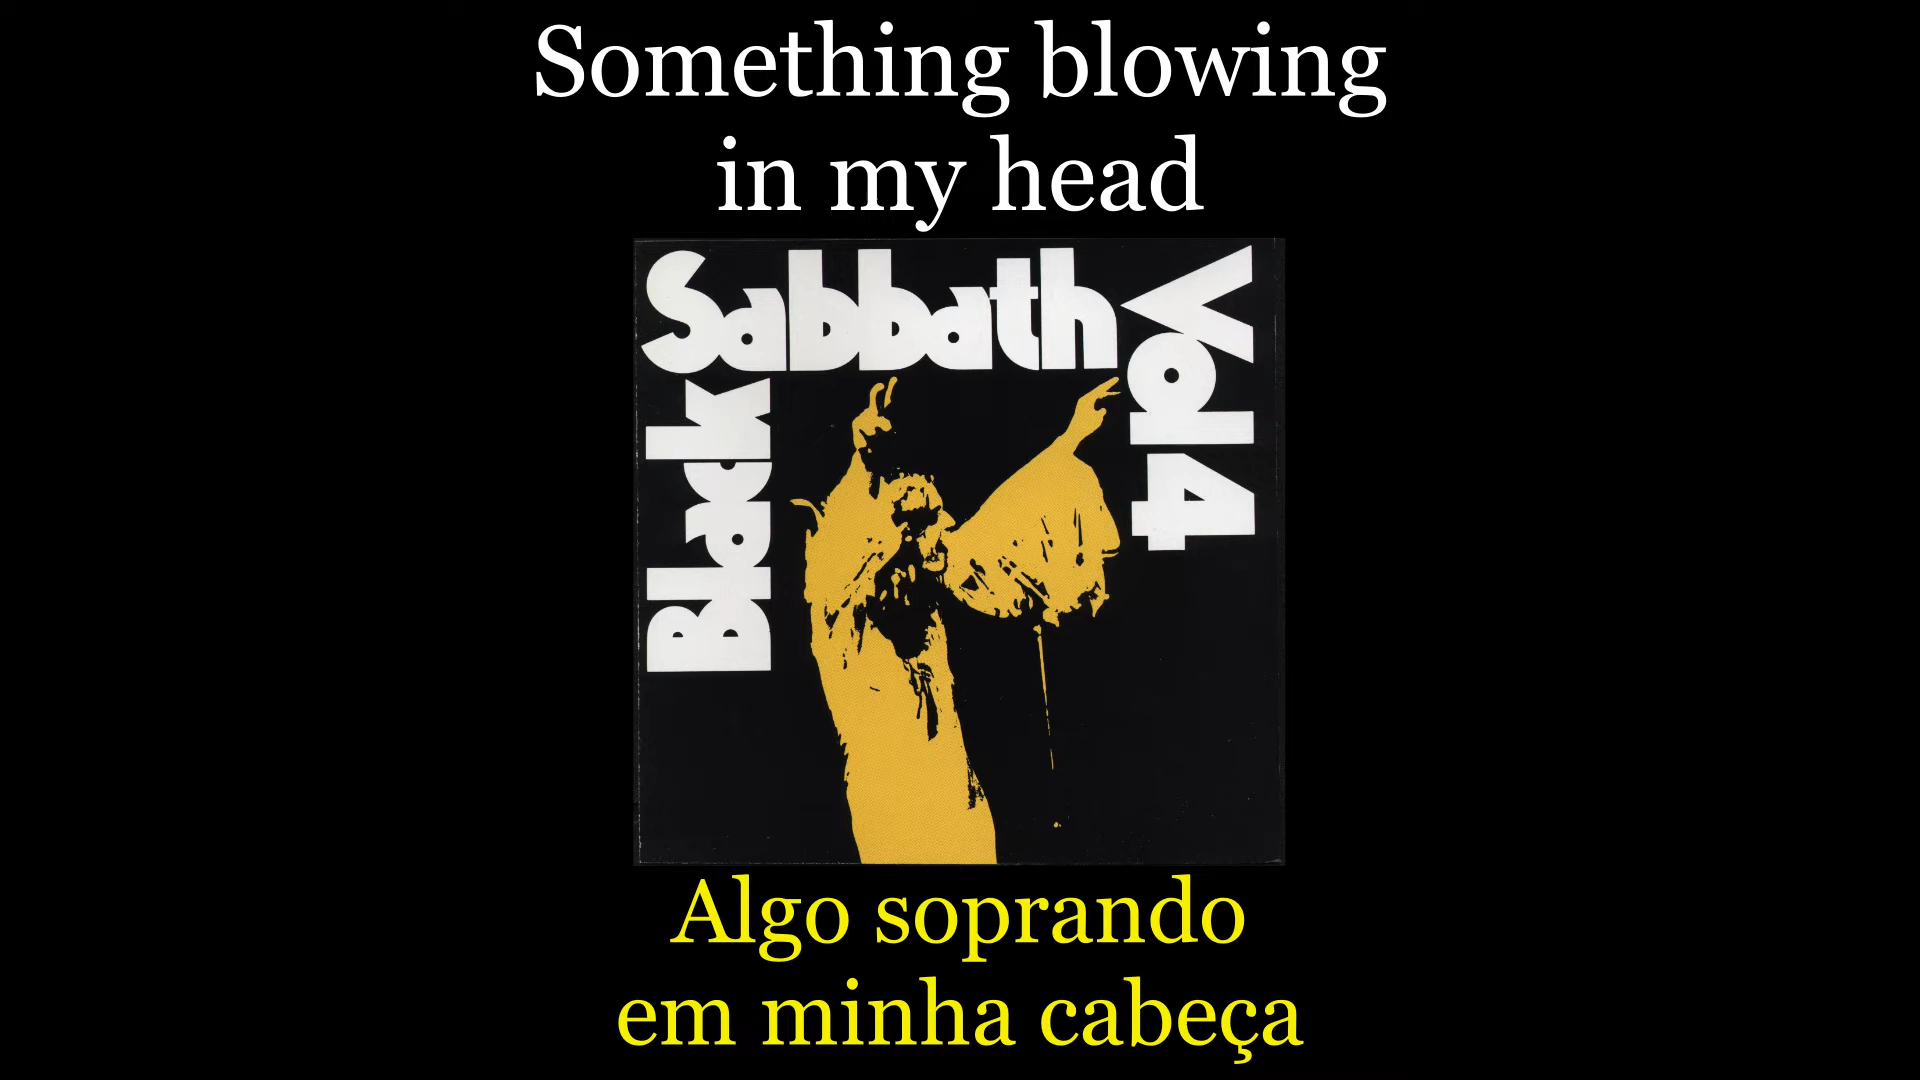 Something blowing
in my head
Black
Sabbath
Vol 4
Algo soprando
em minha cabeça